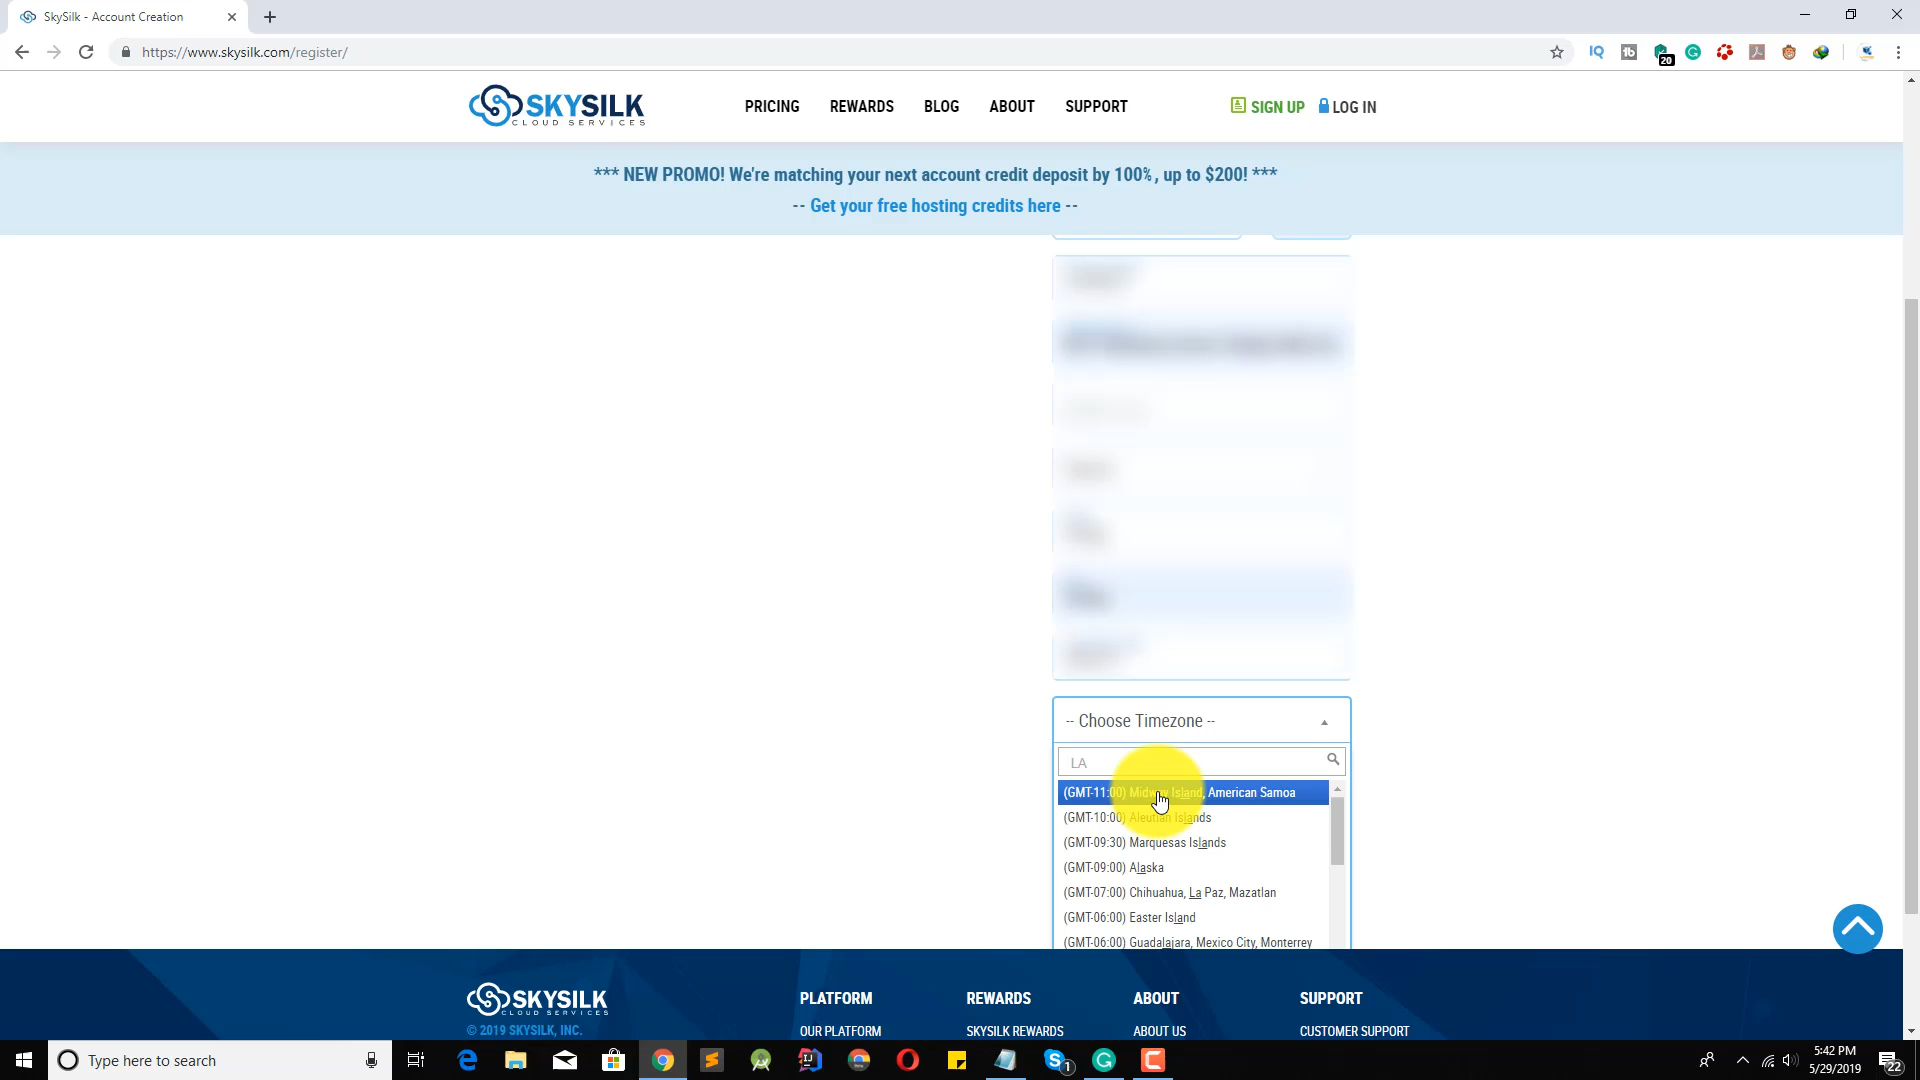 SkySilk - Account Creation
https://www.skysilk.com/register/
20
SKYSILK
CLOUD SERVICES
PRICING
REWARDS
BLOG
ABOUT
SUPPORT
SIGN UP
LOG IN
*** NEW PROMO! We're matching your next account credit deposit by 100%, up to $200! ***
-- Get your free hosting credits here --
-- Choose Timezone --
LA
(GMT-11:00) Midway Island, American Samoa
(GMT-10:00) Aleutian Islands
(GMT-09:30) Marquesas Islands
(GMT-09:00) Alaska
(GMT-07:00) Chihuahua, La Paz, Mazatlan
(GMT-06:00) Easter Island
(GMT-06:00) Guadalajara, Mexico City, Monterrey
SKYSILK
CLOUD SERVICES
© 2019 SKYSILK, INC.
PLATFORM
OUR PLATFORM
REWARDS
SKYSILK REWARDS
ABOUT
ABOUT US
SUPPORT
CUSTOMER SUPPORT
Type here to search
1
5:42 PM
5/29/2019
22